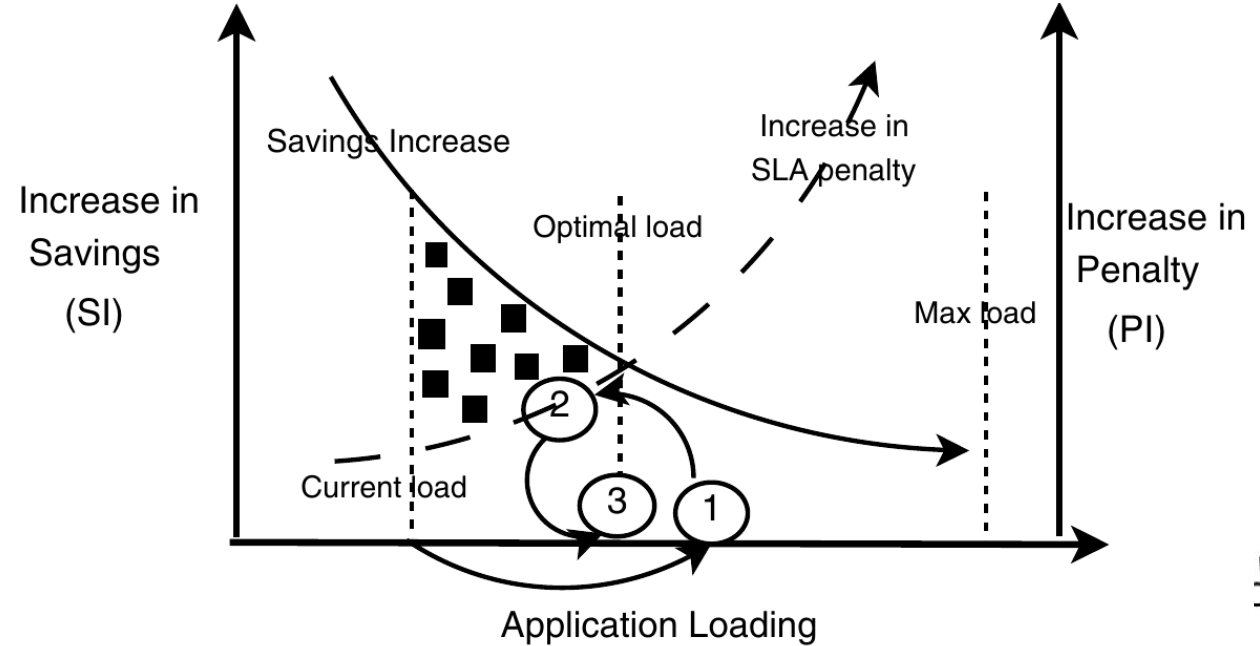 Savings Increase
Increase in
SLA penalty
Increase in
Savings
(SI)
Optimal load
Increase in
Penalty
(PI)
Max load
2
Current load
3
1
Application Loading